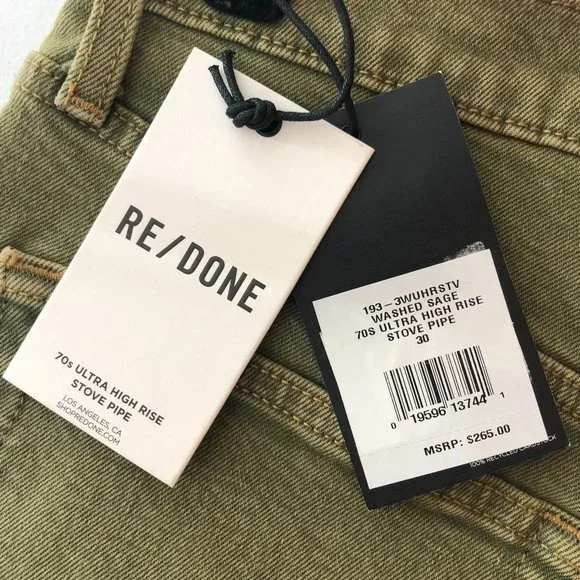 RE/DONE
70s ULTRA HIGH RISE
STOVE PIPE
LOS ANGELES, CA
SHOPREDONE.COM
193-3WUHRSTV
WASHED SAGE
70S ULTRA HIGH RISE
STOVE PIPE
30
0 19596 13744 1
MSRP: $265.00
100% RECYCLED CARDSTOCK